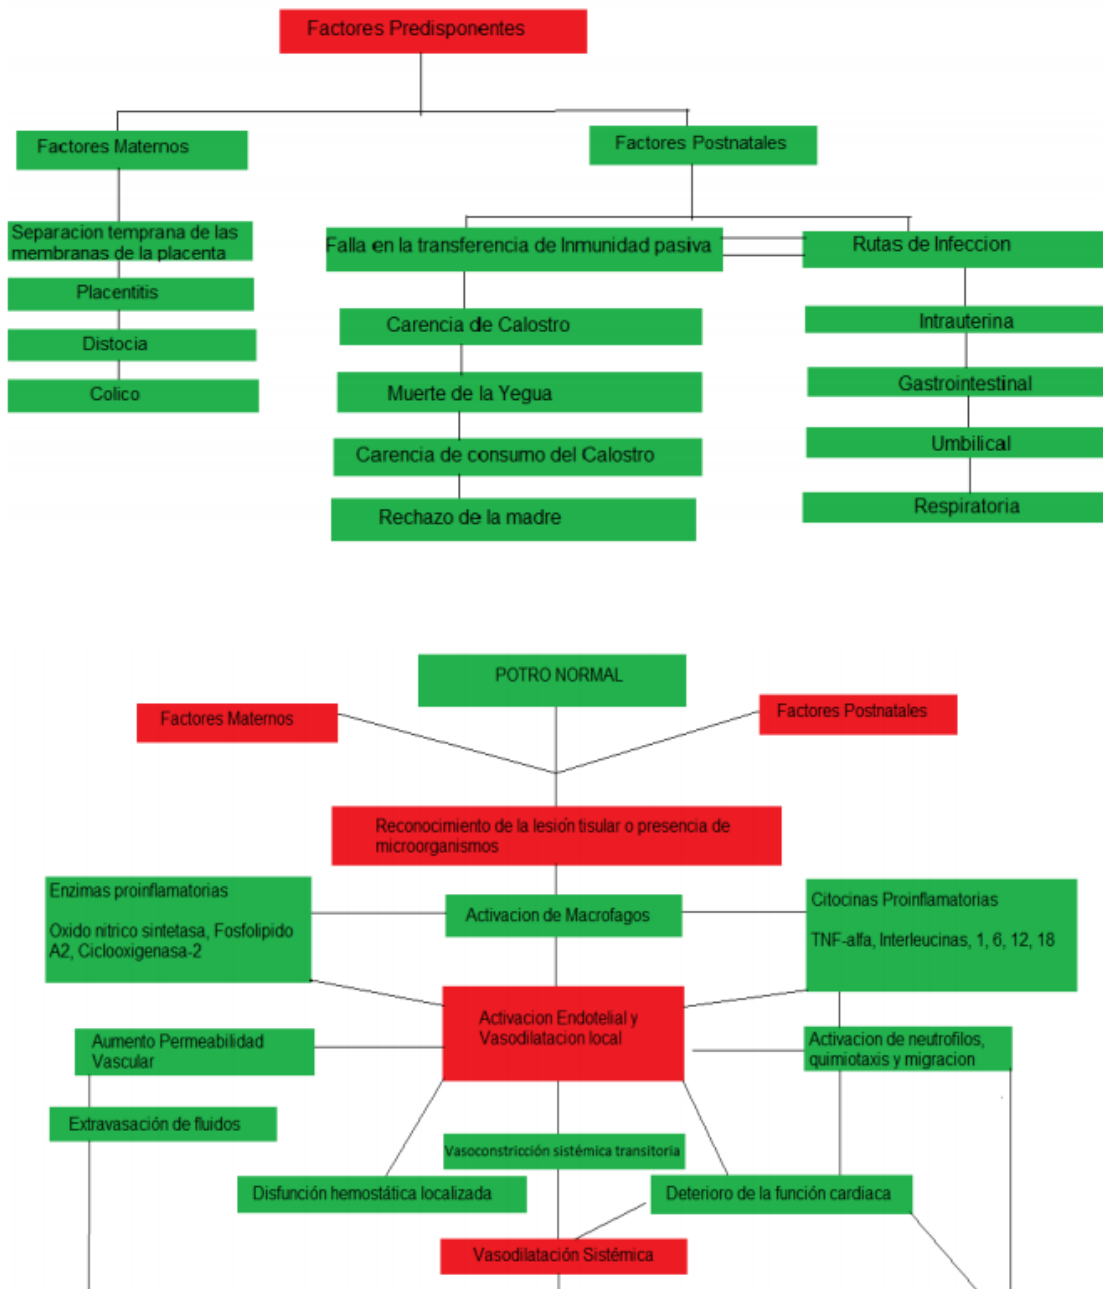 Factores Predisponentes
Factores Maternos
Factores Postnatales
Separacion temprana de las
membranas de la placenta
Placentitis
Distocia
Colico
Falla en la transferencia de Inmunidad pasiva
Carencia de Calostro
Muerte de la Yegua
Carencia de consumo del Calostro
Rechazo de la madre
Rutas de Infeccion
Intrauterina
Gastrointestinal
Umbilical
Respiratoria
POTRO NORMAL
Factores Maternos
Factores Postnatales
Reconocimiento de la lesión tisular o presencia de
microorganismos
Enzimas proinflamatorias
Oxido nitrico sintetasa, Fosfolipido
A2, Ciclooxigenasa-2
Activacion de Macrofagos
Citocinas Proinflamatorias
TNF-alfa, Interleucinas, 1, 6, 12, 18
Activacion Endotelial y
Vasodilatacion local
Aumento Permeabilidad
Vascular
Activacion de neutrofilos,
quimiotaxis y migracion
Extravasación de fluidos
Vasoconstricción sistémica transitoria
Disfunción hemostática localizada
Deterioro de la función cardiaca
Vasodilatación Sistémica